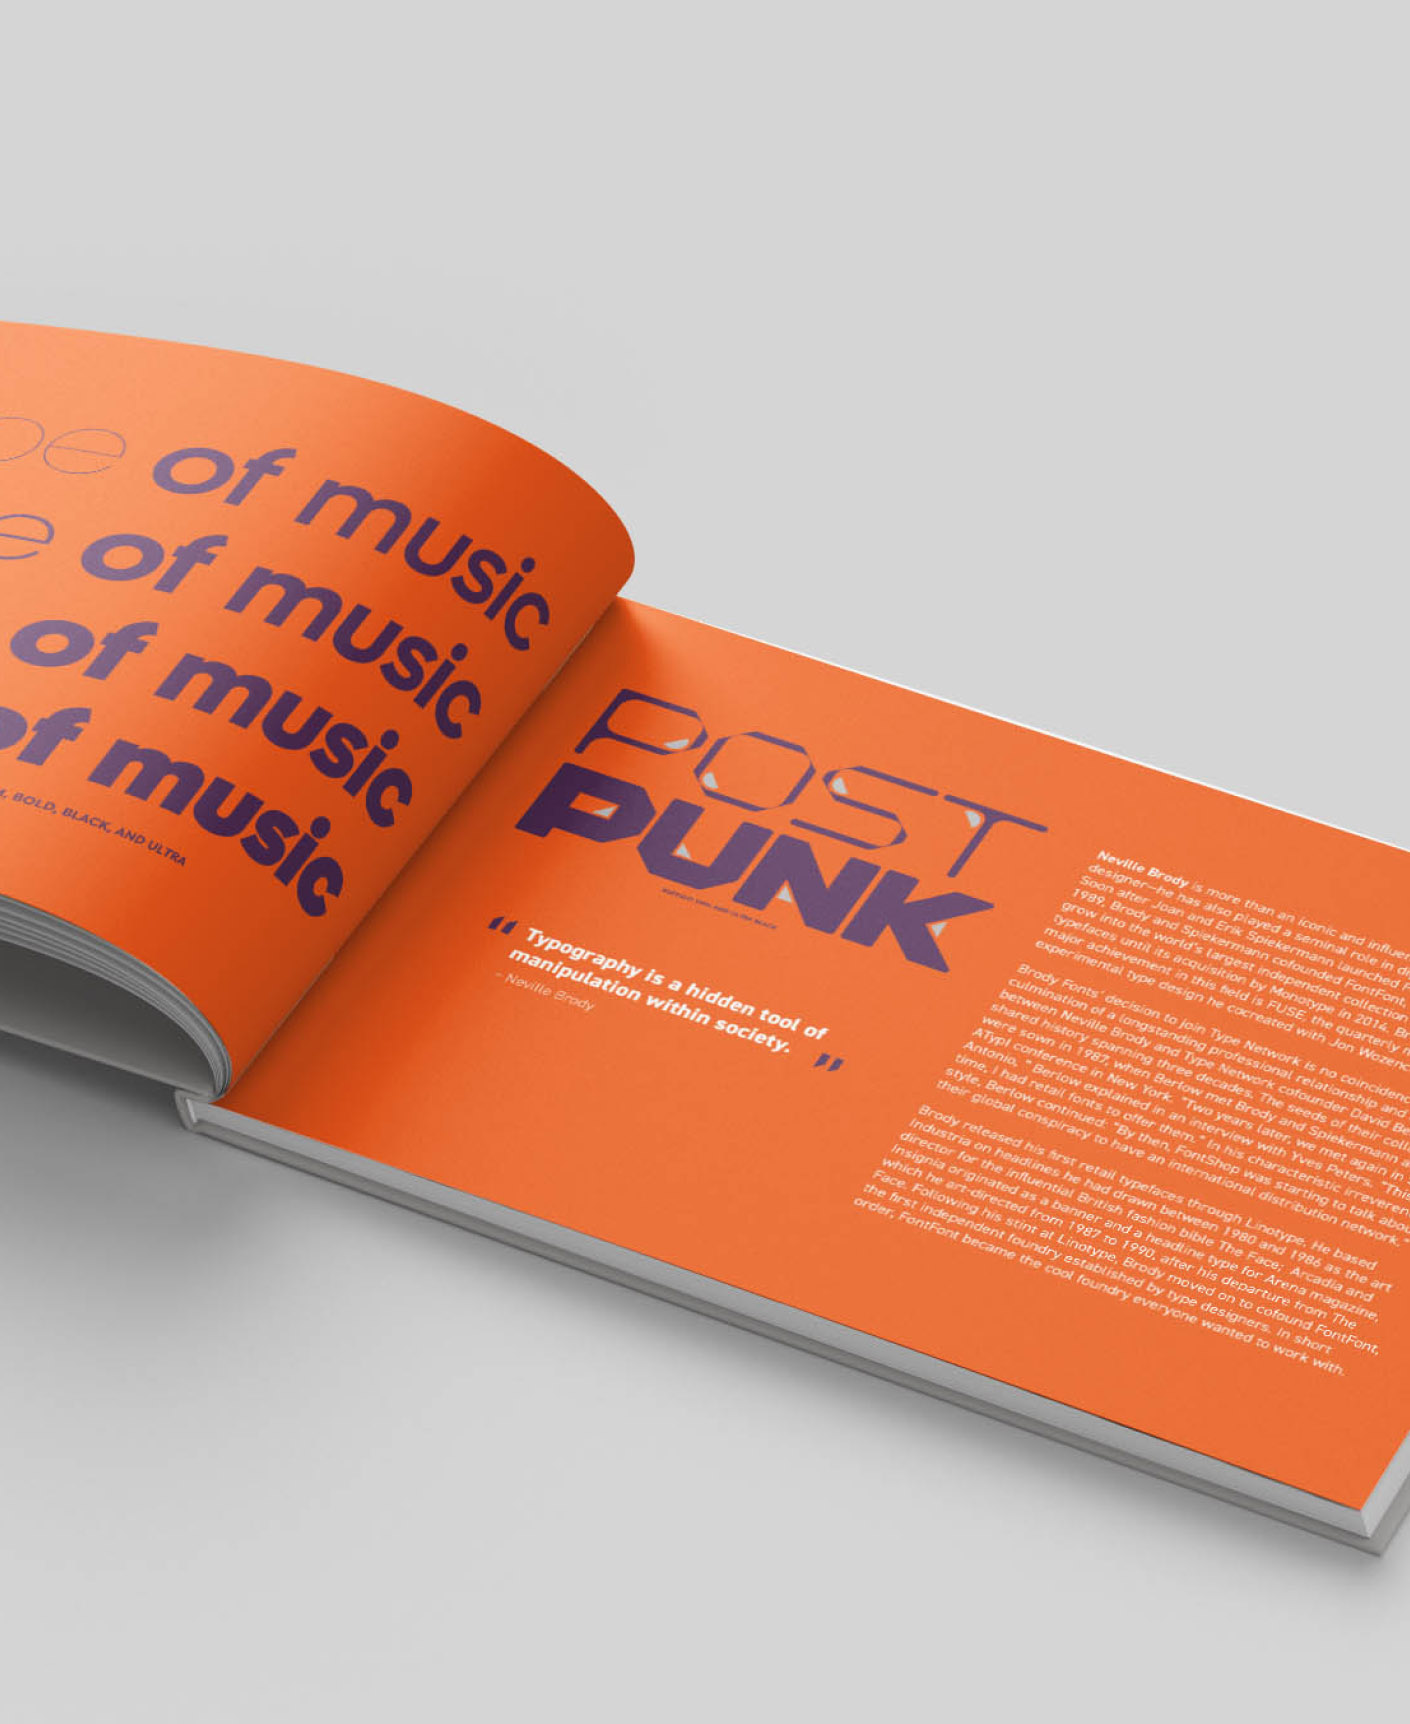 pe of music
e of music
of music
of music
BOLD, BLACK, AND ULTRA
POST
PUNK
“ Typography is a hidden tool of
manipulation within society. ”
– Neville Brody
Neville Brody is more than an iconic and influe
designer—he has also played a seminal role in di
Soon after Joan and Erik Spiekermann launched
1989, Brody and Spiekermann cofounded FontFont,
grow into the world's largest independent collection
typefaces until its acquisition by Monotype in 2014. B
major achievement in this field is FUSE, the quarterly
experimental type design he cocreated with Jon Wozenc
Brody Fonts' decision to join Type Network is no coinciden
culmination of a longstanding professional relationship and
between Neville Brody and Type Network cofounder David Be
shared history spanning three decades. The seeds of their coll
were sown in 1987, when Berlow met Brody and Spiekermann
ATypI conference in New York. "Two years later, we met again in
Antonio, " Berlow explained in an interview with Yves Peters. "This
time, I had retail fonts to offer them." In his characteristic irreveren
style, Berlow continued: "By then, FontShop was starting to talk abou
their global conspiracy to have an international distribution network."
Brody released his first retail typefaces through Linotype. He based
Industria on headlines he had drawn between 1980 and 1986 as the art
director for the influential British fashion bible The Face; Arcadia and
Insignia originated as a banner and a headline type for Arena magazine,
which he art-directed from 1987 to 1990, after his departure from The
Face. Following his stint at Linotype, Brody moved on to cofound FontFont,
the first independent foundry established by type designers. In short
order, FontFont became the cool foundry everyone wanted to work with.